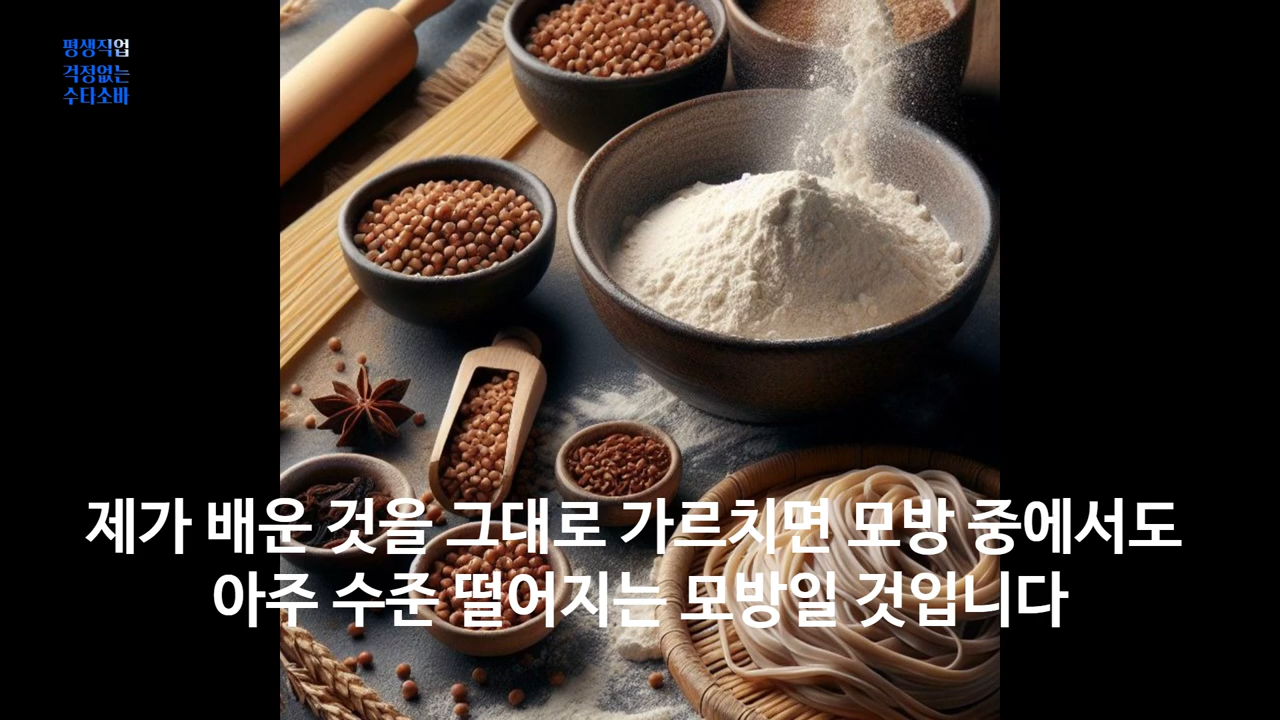 평생직업
걱정없는
수타소바
제가 배운 것을 그대로 가르치면 모방 중에서도
아주 수준 떨어지는 모방일 것입니다